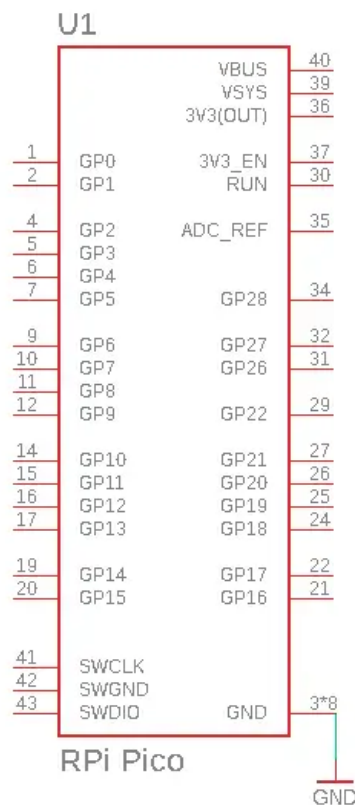 U1
VBUS 40
VSYS 39
3V3(OUT) 36
1 GP0 3V3_EN 37
2 GP1 RUN 30
4 GP2 ADC_REF 35
5 GP3
6 GP4
7 GP5 GP28 34
9 GP6 GP27 32
10 GP7 GP26 31
11 GP8
12 GP9 GP22 29
14 GP10 GP21 27
15 GP11 GP20 26
16 GP12 GP19 25
17 GP13 GP18 24
19 GP14 GP17 22
20 GP15 GP16 21
41 SWCLK
42 SWGND
43 SWDIO GND 3*8
RPi Pico
GND